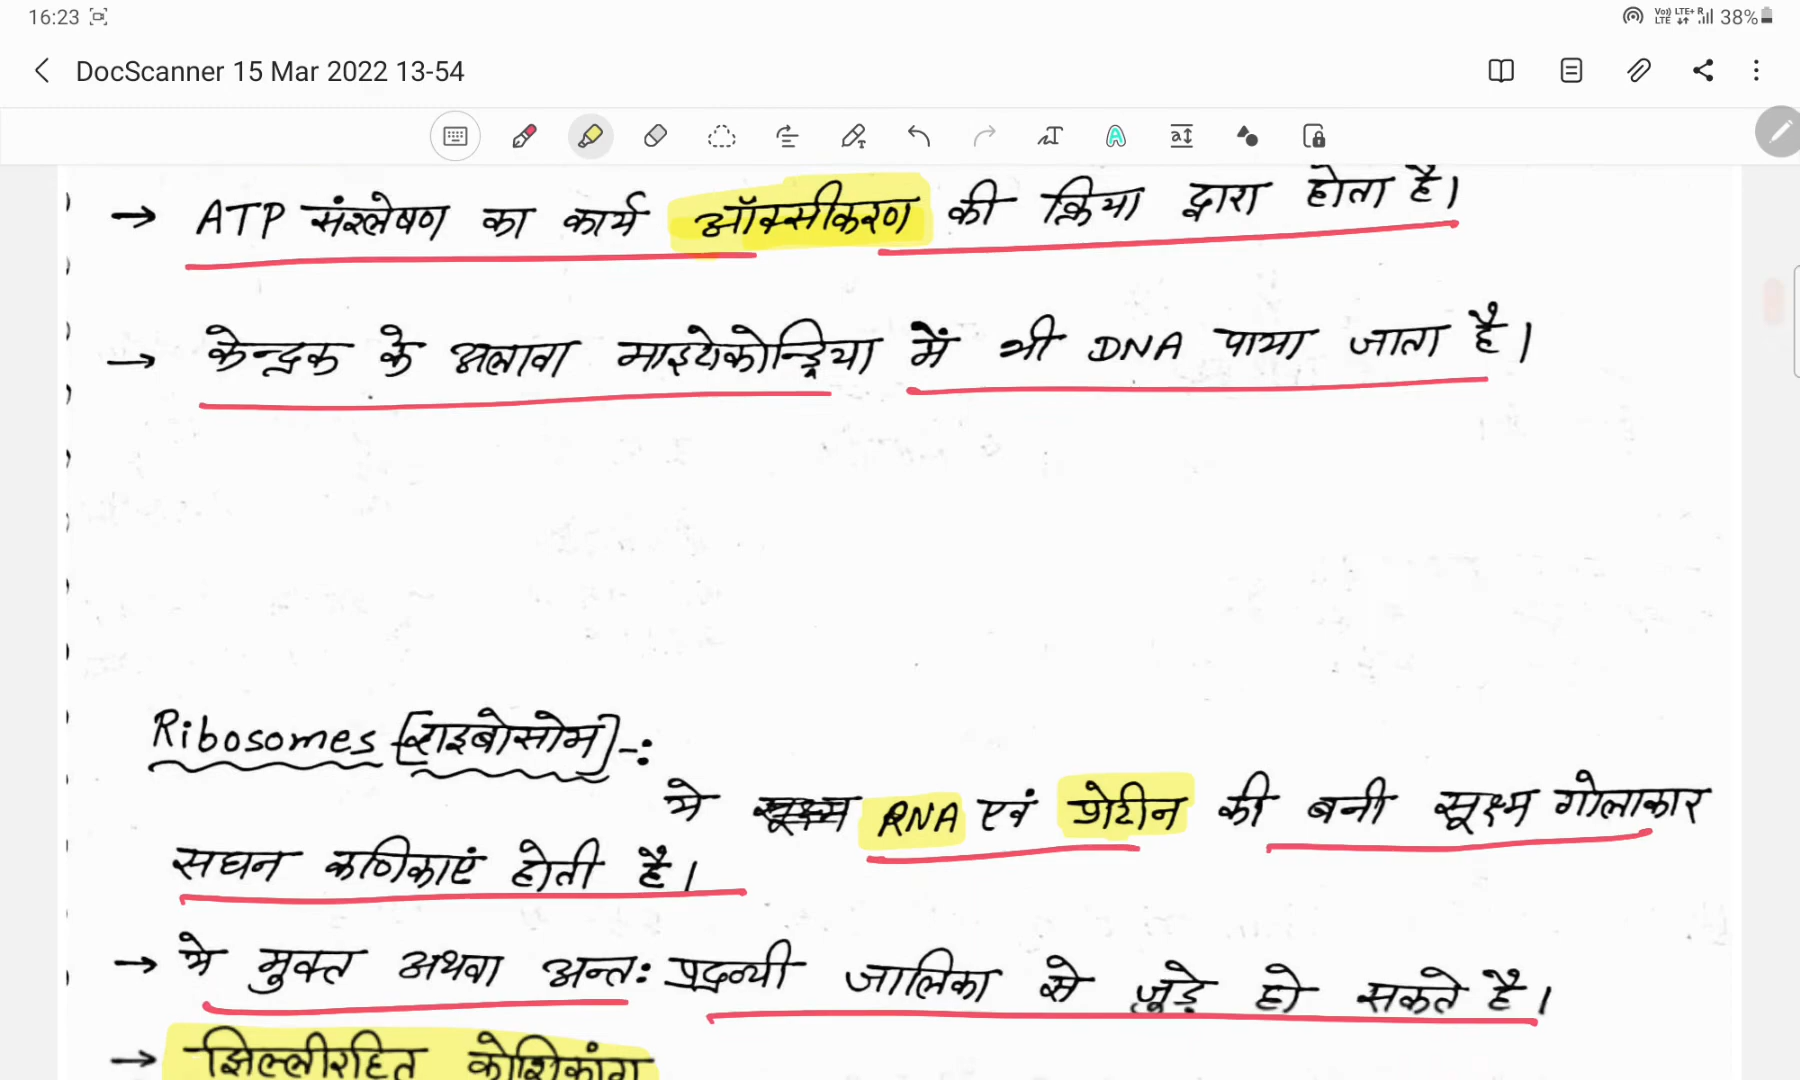 16:23 38%
DocScanner 15 Mar 2022 13-54
→ ATP संश्लेषण का कार्य ऑक्सीकरण की क्रिया द्वारा होता है।
→ केन्द्रक के अलावा माइटोकोन्ड्रिया में भी DNA पाया जाता है।
Ribosomes [राइबोसोम]-:
ये सूक्ष्म RNA एवं प्रोटीन की बनी सूक्ष्म गोलाकार
सघन कणिकाएं होती है।
→ ये मुक्त अथवा अन्तः प्रद्रव्यी जालिका से जुड़े हो सकते है।
→ झिल्लीरहित कोशिकांग